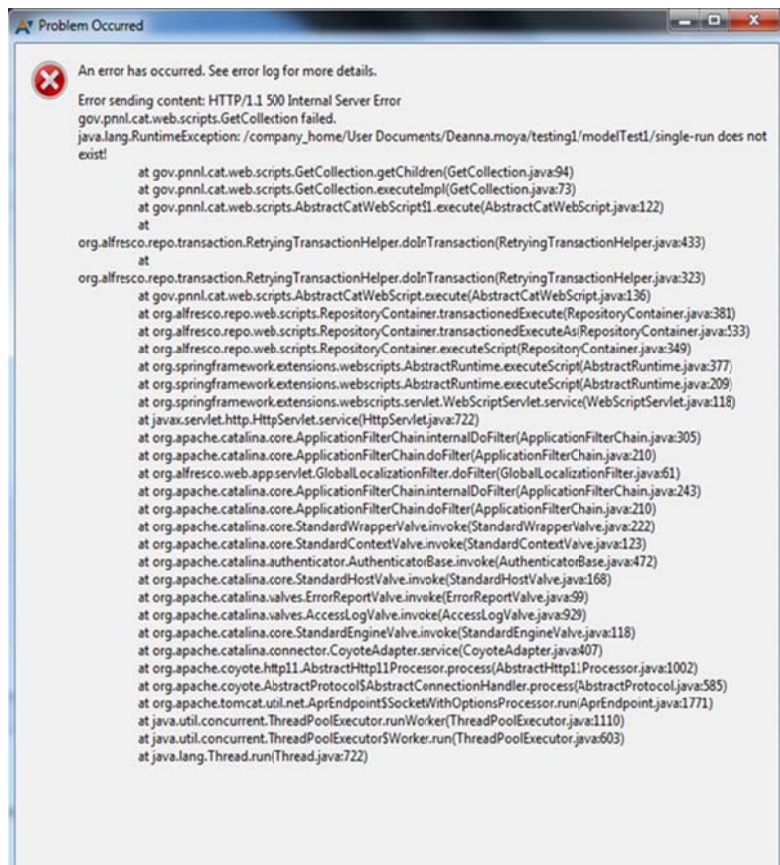 Problem Occurred
An error has occurred. See error log for more details.
Error sending content: HTTP/1.1 500 Internal Server Error
gov.pnnl.cat.web.scripts.GetCollection failed.
java.lang.RuntimeException: /company_home/User Documents/Deanna.moya/testing1/modelTest1/single-run does not
exist!
at gov.pnnl.cat.web.scripts.GetCollection.getChildren(GetCollection.java:94)
at gov.pnnl.cat.web.scripts.GetCollection.executeImpl(GetCollection.java:73)
at gov.pnnl.cat.web.scripts.AbstractCatWebScript$1.execute(AbstractCatWebScript.java:122)
at
org.alfresco.repo.transaction.RetryingTransactionHelper.doInTransaction(RetryingTransactionHelper.java:433)
at
org.alfresco.repo.transaction.RetryingTransactionHelper.doInTransaction(RetryingTransactionHelper.java:323)
at gov.pnnl.cat.web.scripts.AbstractCatWebScript.execute(AbstractCatWebScript.java:136)
at org.alfresco.repo.web.scripts.RepositoryContainer.transactionedExecute(RepositoryContainer.java:381)
at org.alfresco.repo.web.scripts.RepositoryContainer.transactionedExecuteAs(RepositoryContainer.java:533)
at org.alfresco.repo.web.scripts.RepositoryContainer.executeScript(RepositoryContainer.java:349)
at org.springframework.extensions.webscripts.AbstractRuntime.executeScript(AbstractRuntime.java:377)
at org.springframework.extensions.webscripts.AbstractRuntime.executeScript(AbstractRuntime.java:209)
at org.springframework.extensions.webscripts.servlet.WebScriptServlet.service(WebScriptServlet.java:118)
at javax.servlet.http.HttpServlet.service(HttpServlet.java:722)
at org.apache.catalina.core.ApplicationFilterChain.internalDoFilter(ApplicationFilterChain.java:305)
at org.apache.catalina.core.ApplicationFilterChain.doFilter(ApplicationFilterChain.java:210)
at org.alfresco.web.app.servlet.GlobalLocalizationFilter.doFilter(GlobalLocalizationFilter.java:61)
at org.apache.catalina.core.ApplicationFilterChain.internalDoFilter(ApplicationFilterChain.java:243)
at org.apache.catalina.core.ApplicationFilterChain.doFilter(ApplicationFilterChain.java:210)
at org.apache.catalina.core.StandardWrapperValve.invoke(StandardWrapperValve.java:222)
at org.apache.catalina.core.StandardContextValve.invoke(StandardContextValve.java:123)
at org.apache.catalina.authenticator.AuthenticatorBase.invoke(AuthenticatorBase.java:472)
at org.apache.catalina.core.StandardHostValve.invoke(StandardHostValve.java:168)
at org.apache.catalina.valves.ErrorReportValve.invoke(ErrorReportValve.java:99)
at org.apache.catalina.valves.AccessLogValve.invoke(AccessLogValve.java:929)
at org.apache.catalina.core.StandardEngineValve.invoke(StandardEngineValve.java:118)
at org.apache.catalina.connector.CoyoteAdapter.service(CoyoteAdapter.java:407)
at org.apache.coyote.http11.AbstractHttp11Processor.process(AbstractHttp11Processor.java:1002)
at org.apache.coyote.AbstractProtocol$AbstractConnectionHandler.process(AbstractProtocol.java:585)
at org.apache.tomcat.util.net.AprEndpoint$SocketWithOptionsProcessor.run(AprEndpoint.java:1771)
at java.util.concurrent.ThreadPoolExecutor.runWorker(ThreadPoolExecutor.java:1110)
at java.util.concurrent.ThreadPoolExecutor$Worker.run(ThreadPoolExecutor.java:603)
at java.lang.Thread.run(Thread.java:722)